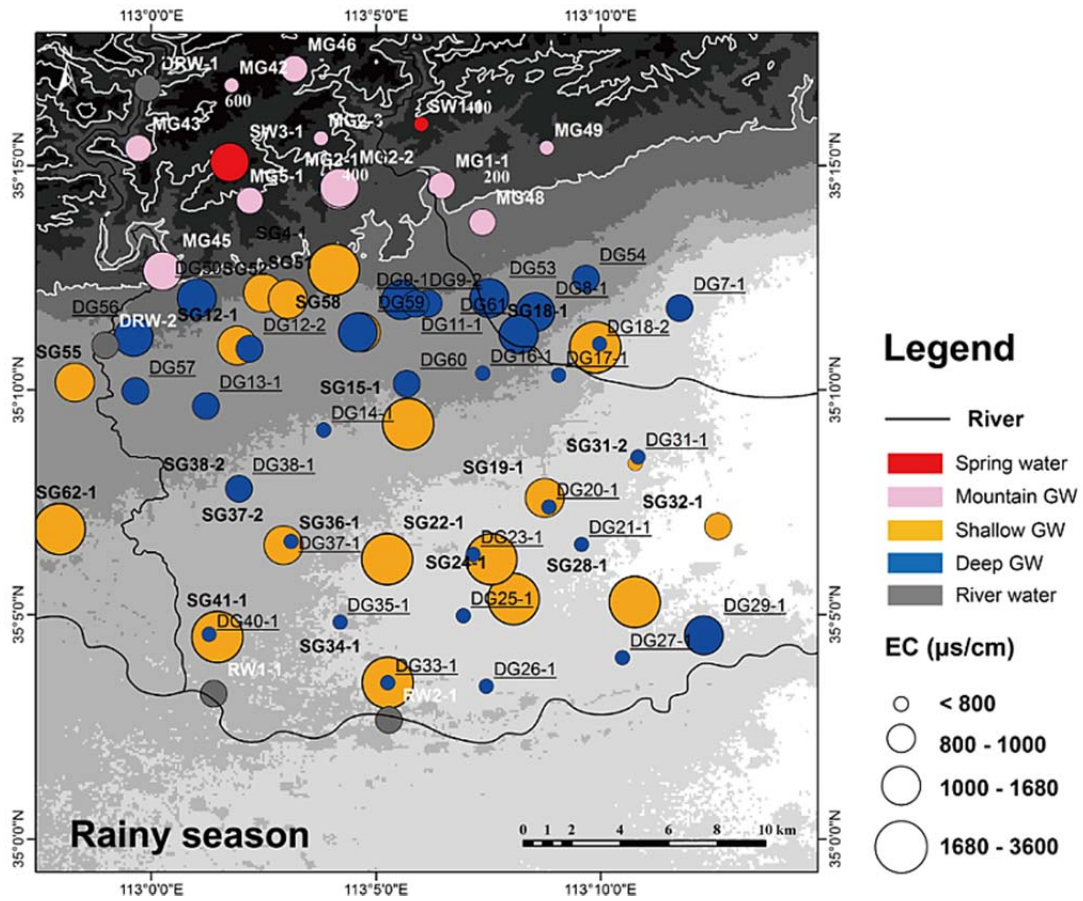 113°0'0"E 113°5'0"E 113°10'0"E
N
MG46
DRW-1
MG42
600
SW1-1
400
MG43
SW3-1
MG2-3
MG49
MG2-1
MG2-2
MG1-1
400
200
MG5-1
MG48
35°15'0"N
35°15'0"N
SG4-1
MG45
DG50
SG52
SG51
DG9-1
DG9-2
DG53
DG54
DG56
SG58
DG59
DG61
DG8-1
DG7-1
DRW-2
SG12-1
DG12-2
DG11-1
SG18-1
DG18-2
SG55
DG57
DG13-1
DG60
DG16-1
DG17-1
35°10'0"N
35°10'0"N
SG15-1
DG14-1
SG38-2
DG38-1
SG19-1
SG31-2
DG31-1
SG62-1
SG37-2
SG36-1
SG22-1
DG20-1
SG32-1
DG37-1
DG23-1
DG21-1
SG24-1
SG28-1
SG41-1
DG35-1
DG25-1
DG29-1
35°5'0"N
35°5'0"N
DG40-1
SG34-1
DG27-1
RW1-1
DG33-1
DG26-1
RW2-1
Rainy season
0 1 2 4 6 8 10 km
35°0'0"N
35°0'0"N
113°0'0"E 113°5'0"E 113°10'0"E
Legend
River
Spring water
Mountain GW
Shallow GW
Deep GW
River water
EC (μs/cm)
< 800
800 - 1000
1000 - 1680
1680 - 3600